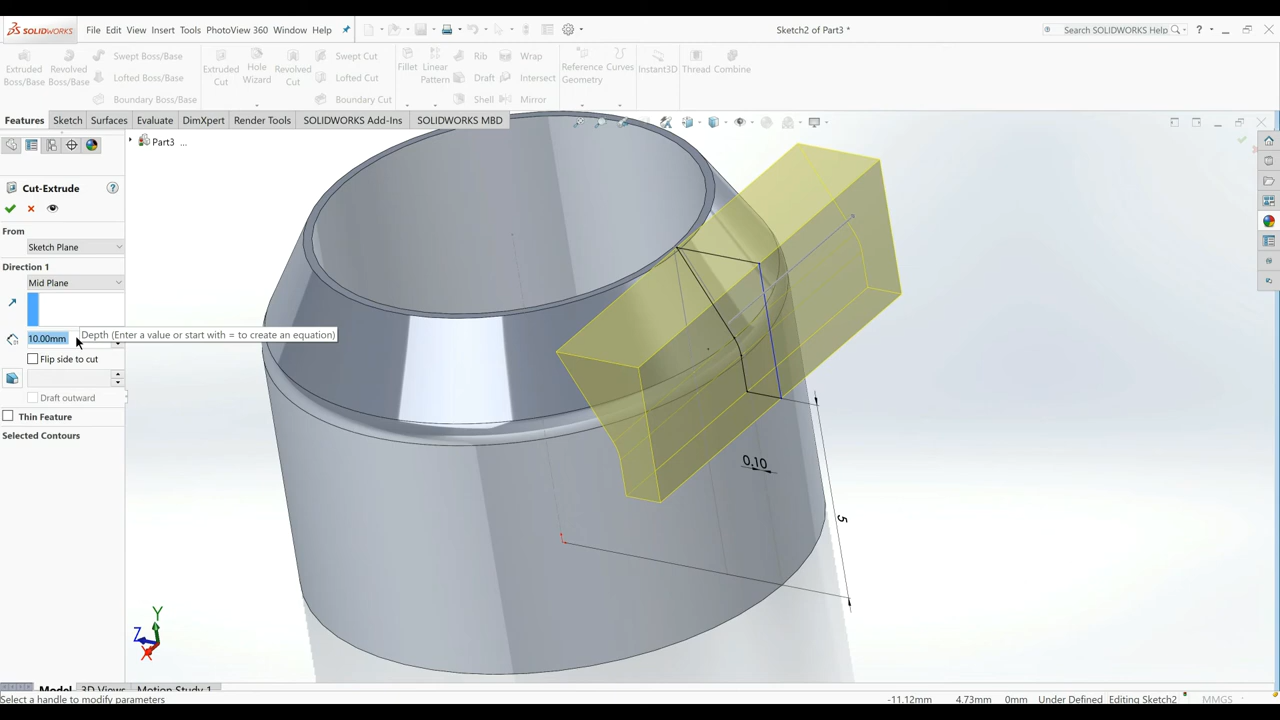 SOLIDWORKS File Edit View Insert Tools PhotoView 360 Window Help Sketch2 of Part3 * Search SOLIDWORKS Help
Extruded Boss/Base
Revolved Boss/Base
Swept Boss/Base
Lofted Boss/Base
Boundary Boss/Base
Extruded Cut
Hole Wizard
Revolved Cut
Swept Cut
Lofted Cut
Boundary Cut
Fillet
Linear Pattern
Rib
Draft
Shell
Wrap
Intersect
Mirror
Reference Geometry
Curves
Instant3D
Thread
Combine
Features Sketch Surfaces Evaluate DimXpert Render Tools SOLIDWORKS Add-Ins SOLIDWORKS MBD
Part3 ...
Cut-Extrude
From
Sketch Plane
Direction 1
Mid Plane
10.00mm
Depth (Enter a value or start with = to create an equation)
Flip side to cut
Draft outward
Thin Feature
Selected Contours
0.10
5
Y
Z
X
Model 3D Views Motion Study 1
Select a handle to modify parameters -11.12mm 4.73mm 0mm Under Defined Editing Sketch2 MMGS